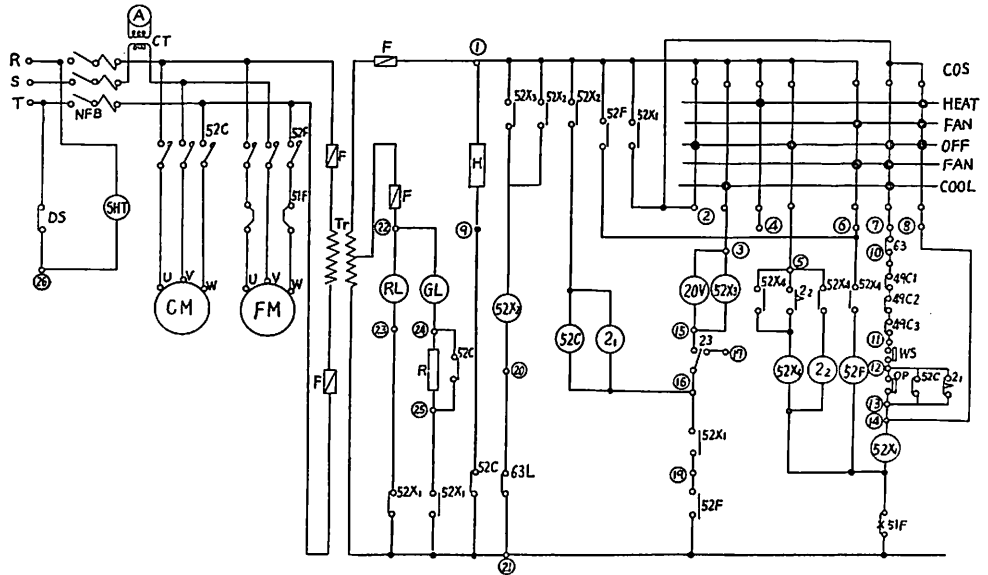 A
CT
F
①
R
S
T
NFB
COS
HEAT
FAN
OFF
FAN
COOL
52X₃
52X₂
52X₂
52F
52X₁
52C
52F
51F
F
F
H
DS
SHT
㉖
Tr
㉒
⑨
②
④
⑥
⑦
⑧
③
⑤
⑩
63
49C1
49C2
49C3
⑪
WS
⑫
OP
52C
2₁
⑬
⑭
U
V
W
CM
U
V
W
FM
RL
GL
㉓
㉔
52C
R
㉕
F
52X₂
⑳
20V
52X₃
⑮
23
⑰
⑯
52C
2₁
52X₄
2₂
52X₄
52X₄
52X₄
2₂
52F
52X₁
52X₁
52X₁
52C
63L
52X₁
⑲
52F
51F
㉑